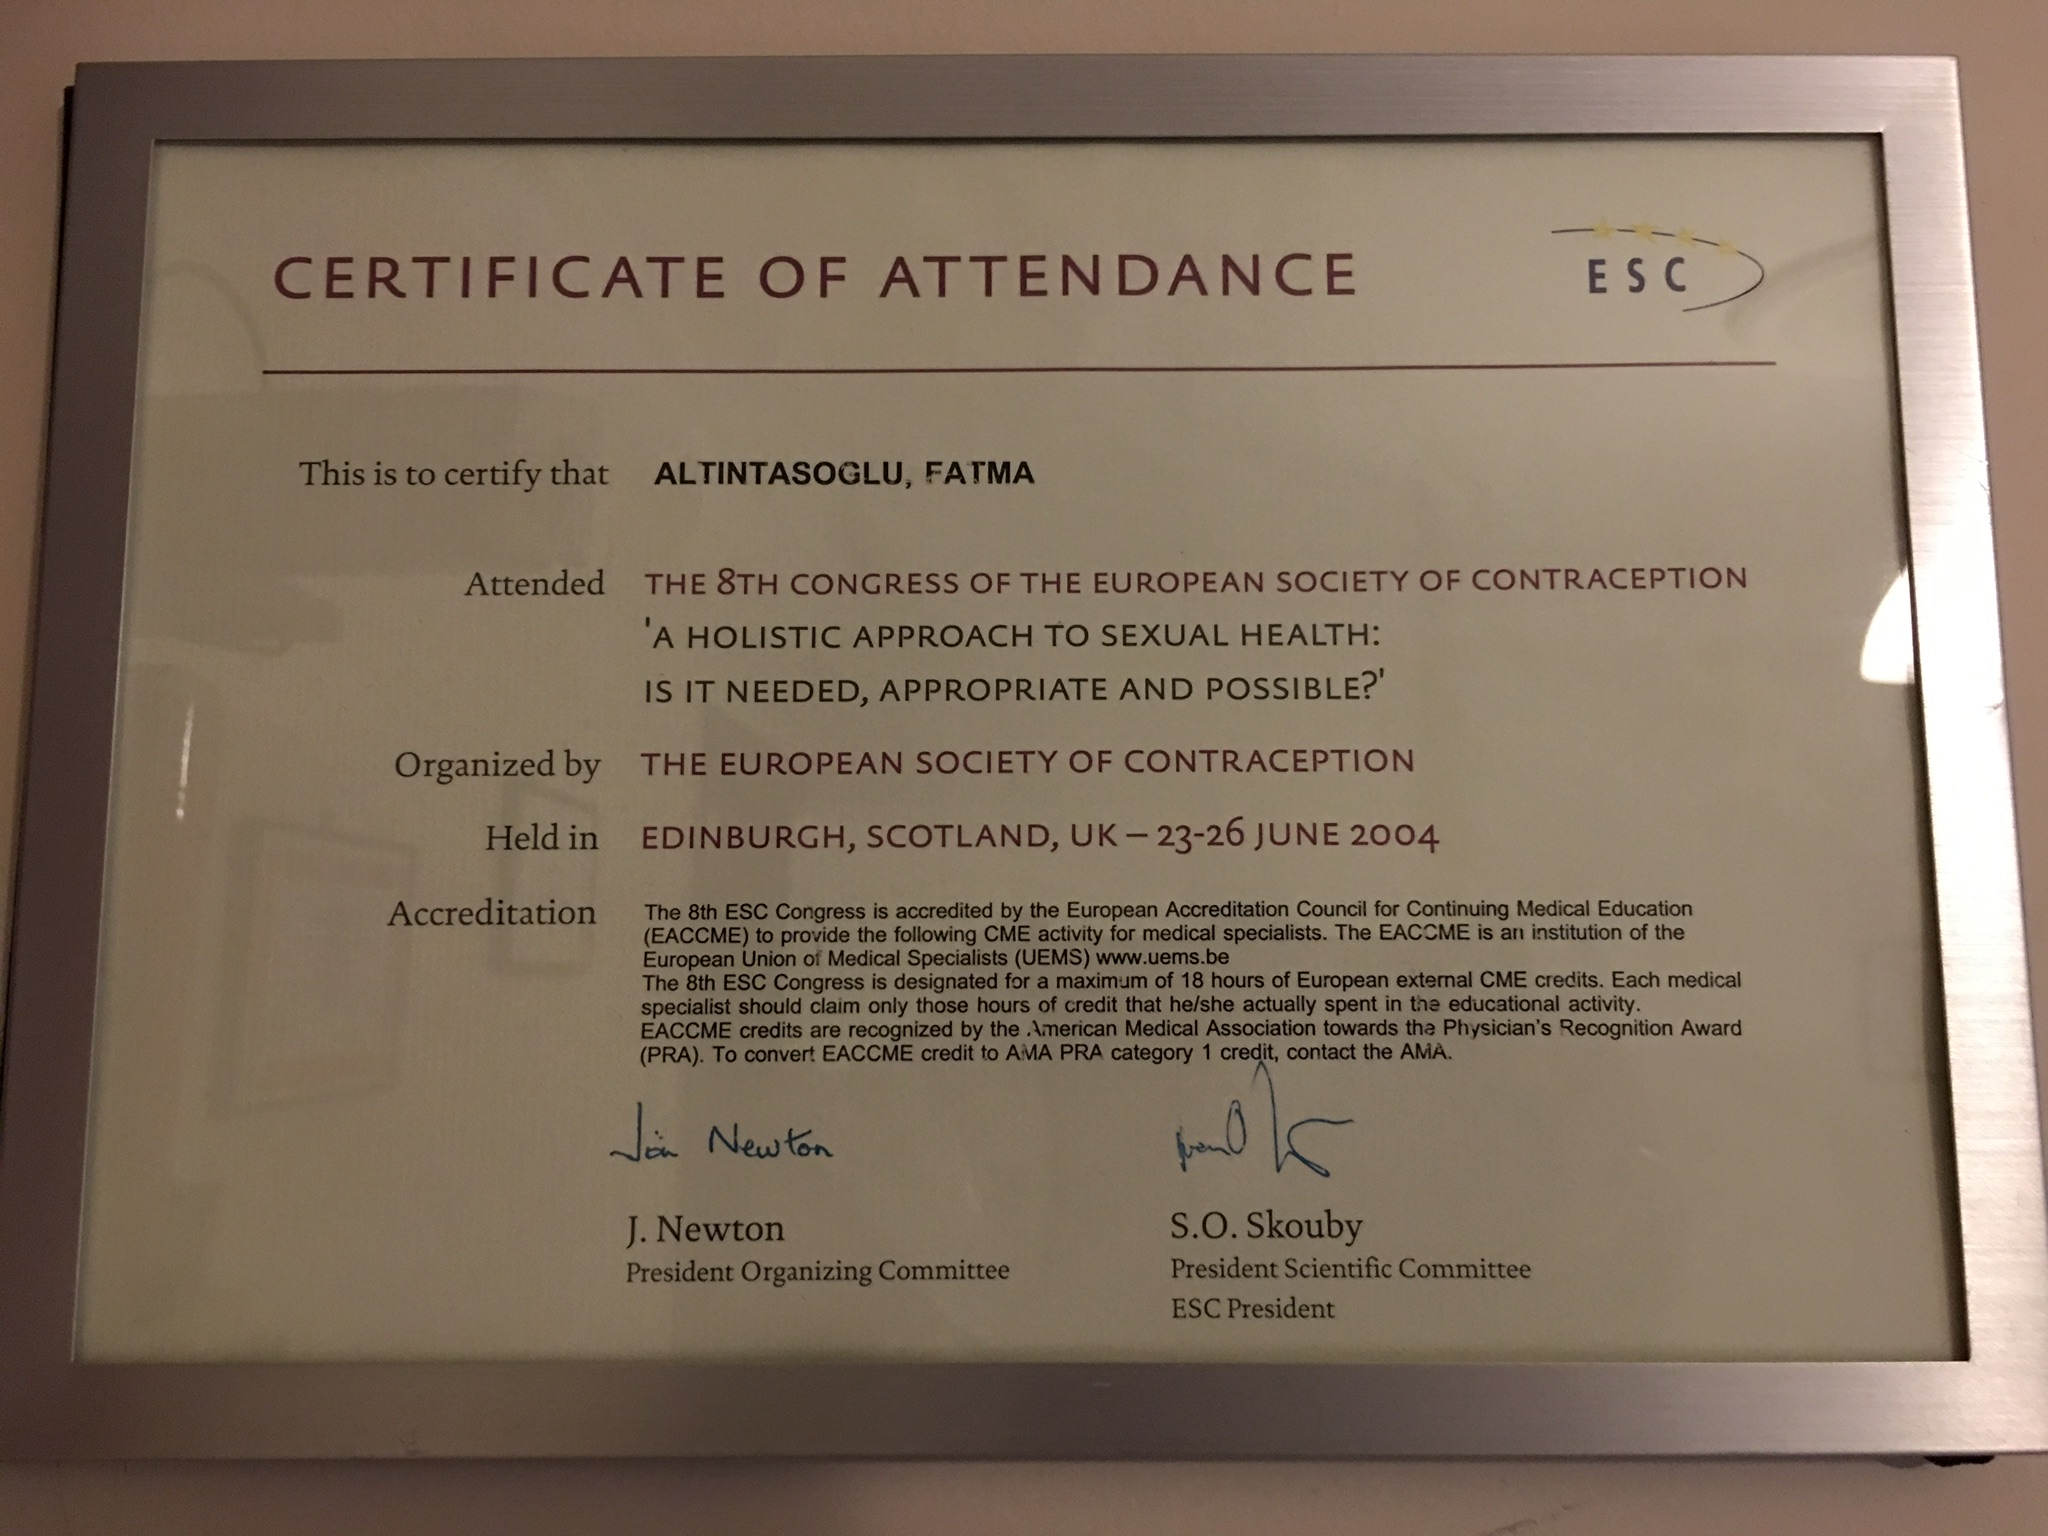 CERTIFICATE OF ATTENDANCE
ESC
This is to certify that ALTINTASOGLU, FATMA
Attended THE 8TH CONGRESS OF THE EUROPEAN SOCIETY OF CONTRACEPTION
'A HOLISTIC APPROACH TO SEXUAL HEALTH:
IS IT NEEDED, APPROPRIATE AND POSSIBLE?'
Organized by THE EUROPEAN SOCIETY OF CONTRACEPTION
Held in EDINBURGH, SCOTLAND, UK – 23-26 JUNE 2004
Accreditation The 8th ESC Congress is accredited by the European Accreditation Council for Continuing Medical Education
(EACCME) to provide the following CME activity for medical specialists. The EACCME is an institution of the
European Union of Medical Specialists (UEMS) www.uems.be
The 8th ESC Congress is designated for a maximum of 18 hours of European external CME credits. Each medical
specialist should claim only those hours of credit that he/she actually spent in the educational activity.
EACCME credits are recognized by the American Medical Association towards the Physician's Recognition Award
(PRA). To convert EACCME credit to AMA PRA category 1 credit, contact the AMA.
Newton
J. Newton
President Organizing Committee
S.O. Skouby
President Scientific Committee
ESC President